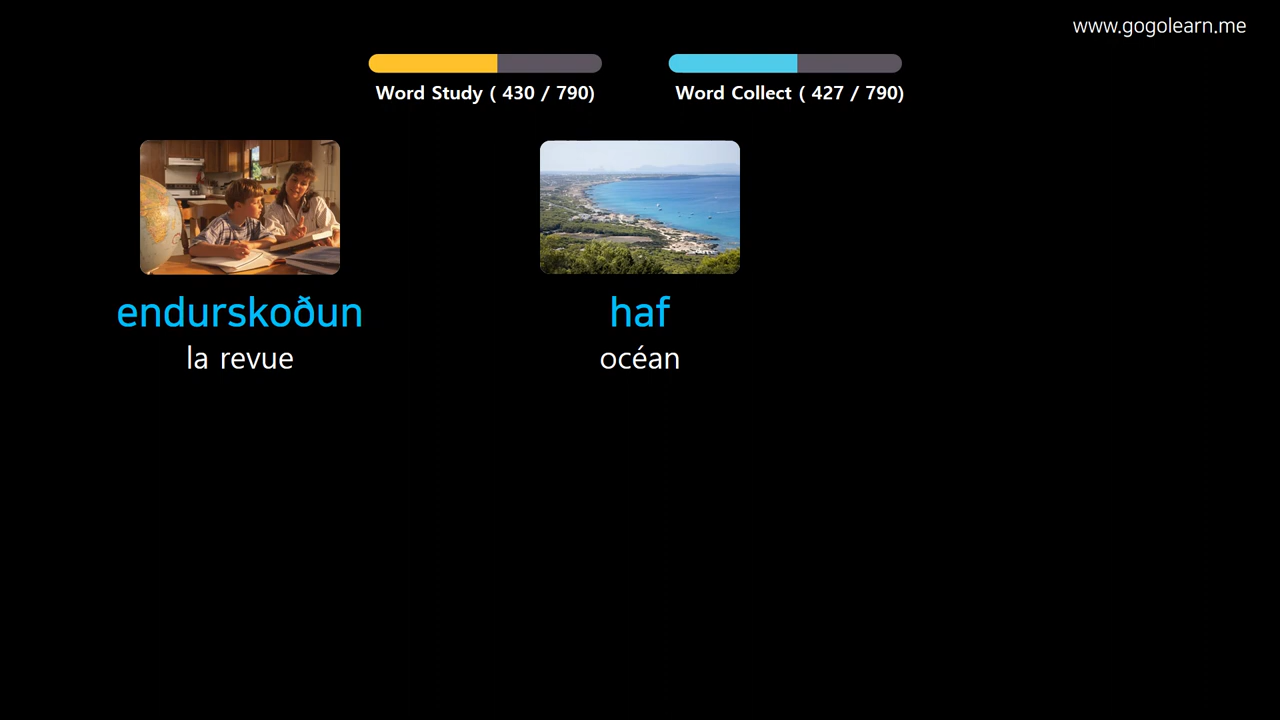 www.gogolearn.me
Word Study ( 430 / 790)
Word Collect ( 427 / 790)
endurskoðun
la revue
haf
océan